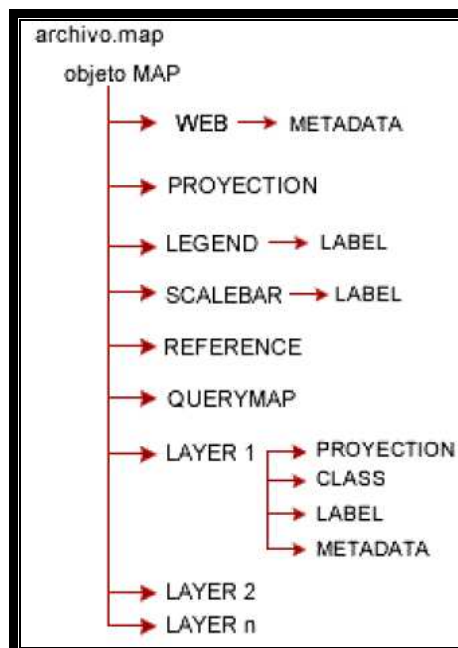 archivo.map
objeto MAP
WEB METADATA
PROYECTION
LEGEND LABEL
SCALEBAR LABEL
REFERENCE
QUERYMAP
LAYER 1 PROYECTION
CLASS
LABEL
METADATA
LAYER 2
LAYER n